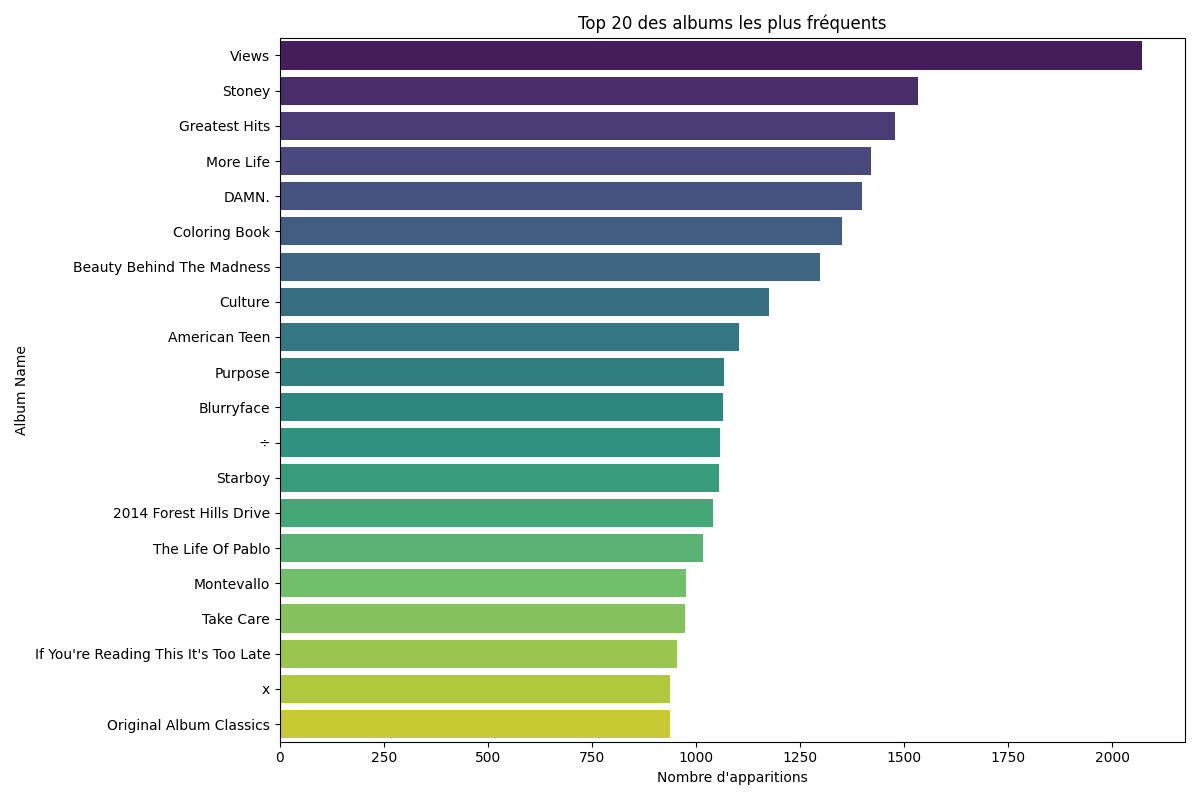 Top 20 des albums les plus fréquents
Album Name
Views
Stoney
Greatest Hits
More Life
DAMN.
Coloring Book
Beauty Behind The Madness
Culture
American Teen
Purpose
Blurryface
÷
Starboy
2014 Forest Hills Drive
The Life Of Pablo
Montevallo
Take Care
If You're Reading This It's Too Late
x
Original Album Classics
0 250 500 750 1000 1250 1500 1750 2000
Nombre d'apparitions